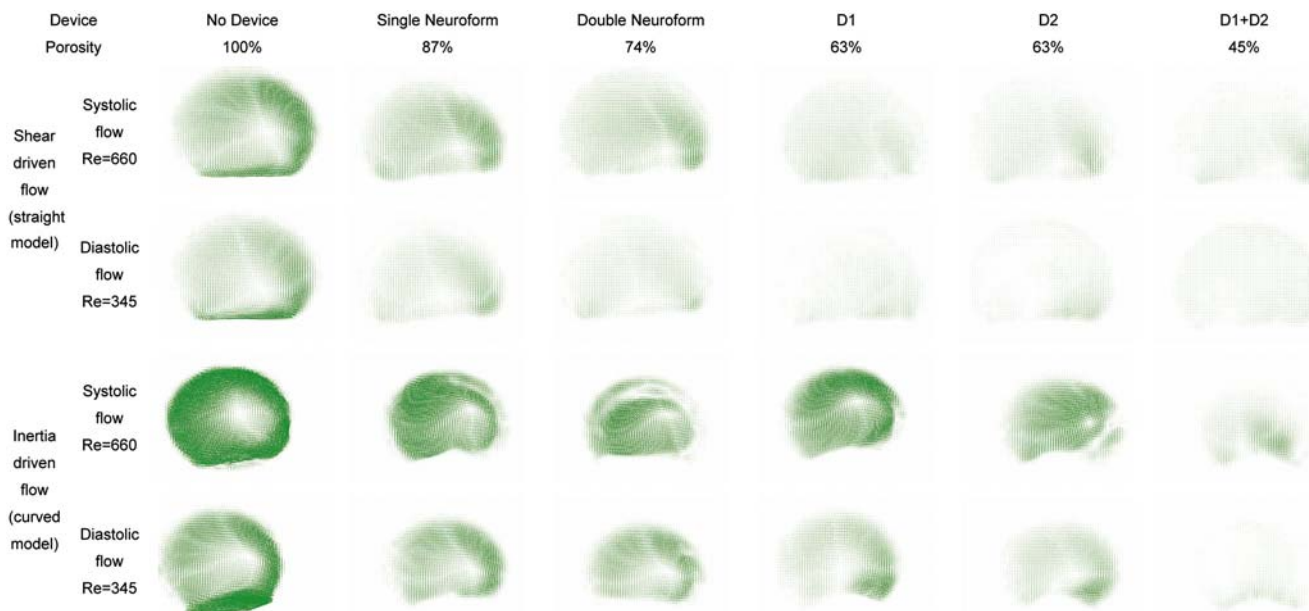 Device No Device Single Neuroform Double Neuroform D1 D2 D1+D2
Porosity 100% 87% 74% 63% 63% 45%
Shear
driven
flow
(straight
model)
Systolic
flow
Re=660
Diastolic
flow
Re=345
Inertia
driven
flow
(curved
model)
Systolic
flow
Re=660
Diastolic
flow
Re=345